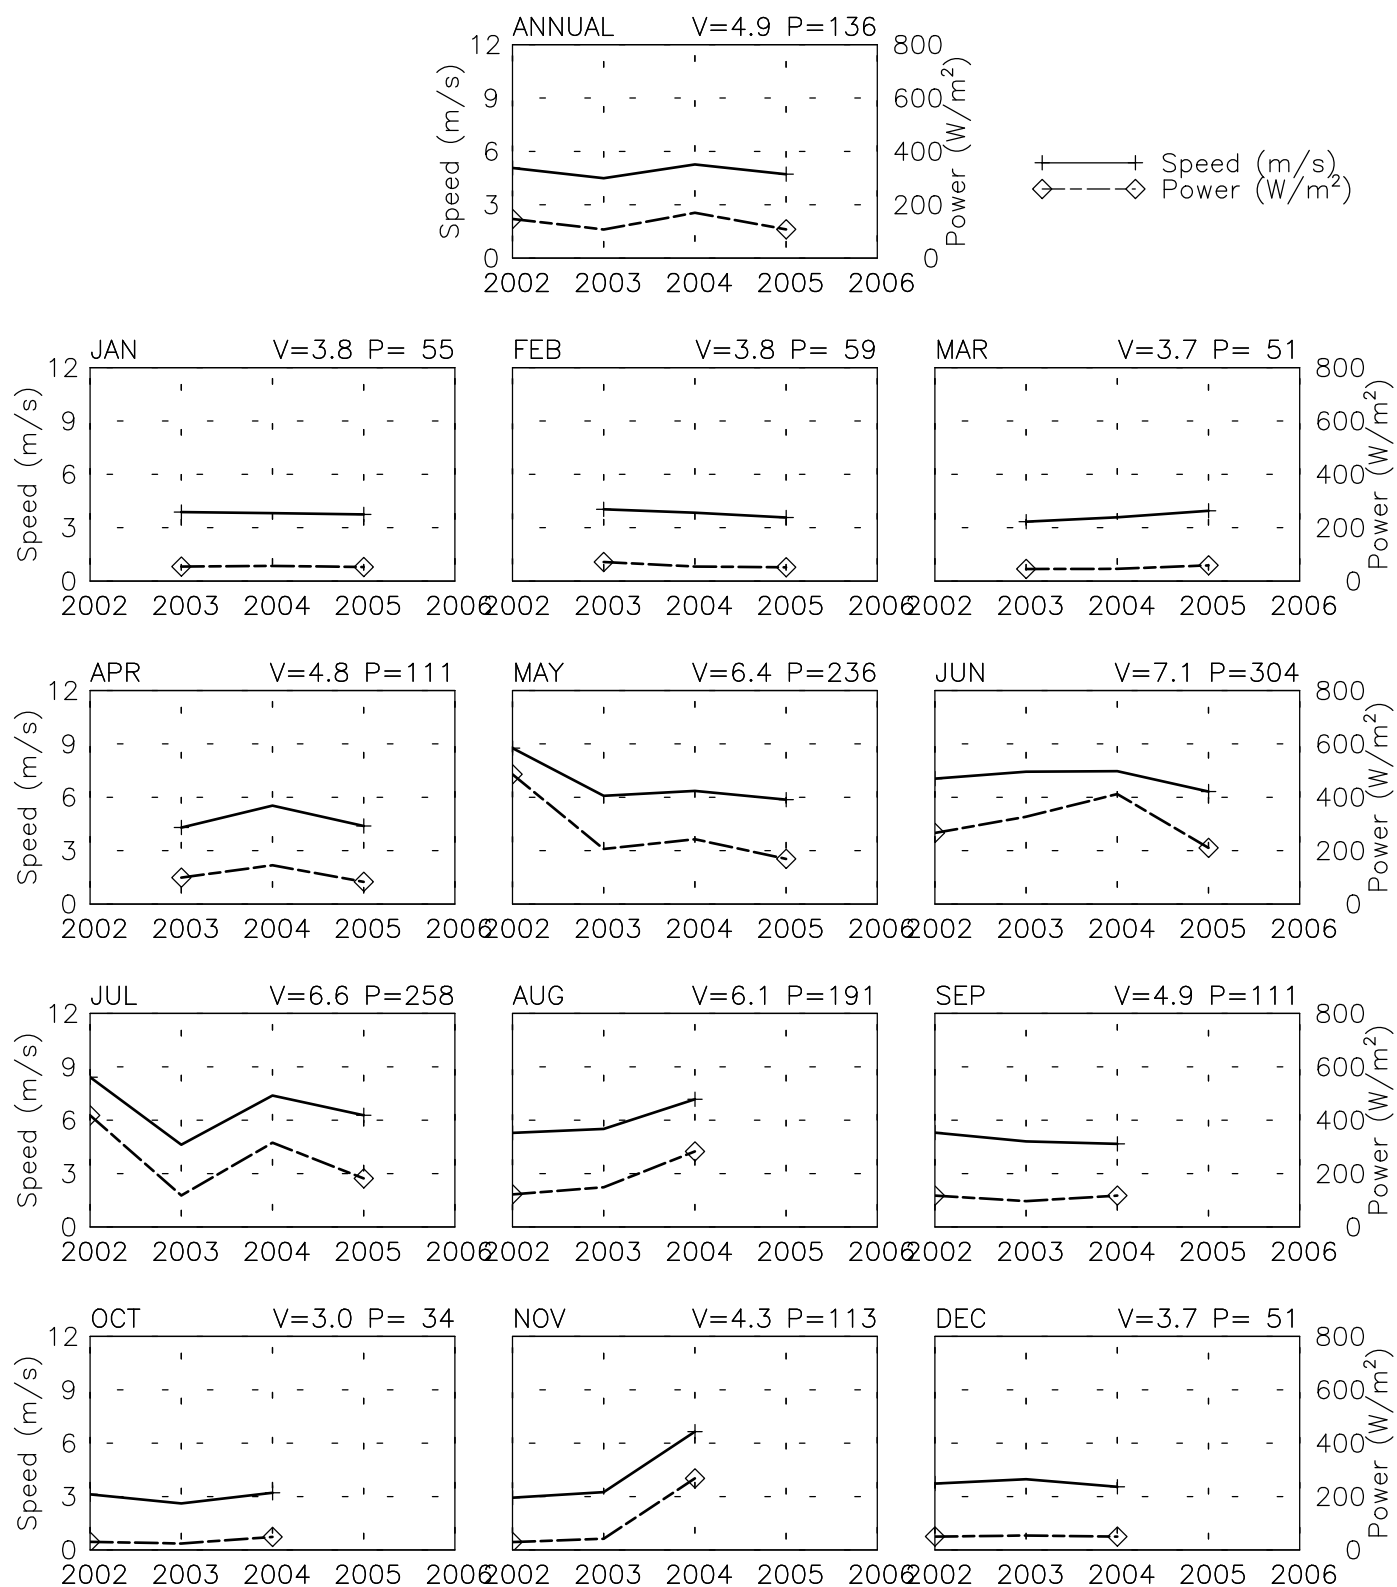 ANNUAL V=4.9 P=136
12 800
9 600
6 400
3 200
0 0
Speed (m/s)
Power (W/m²)
2002 2003 2004 2005 2006
Speed (m/s)
Power (W/m²)
JAN V=3.8 P= 55 FEB V=3.8 P= 59 MAR V=3.7 P= 51
12 800
9 600
6 400
3 200
0 0
Speed (m/s)
Power (W/m²)
2002 2003 2004 2005 2006 2002 2003 2004 2005 2006 2002 2003 2004 2005 2006
APR V=4.8 P=111 MAY V=6.4 P=236 JUN V=7.1 P=304
12 800
9 600
6 400
3 200
0 0
Speed (m/s)
Power (W/m²)
2002 2003 2004 2005 2006 2002 2003 2004 2005 2006 2002 2003 2004 2005 2006
JUL V=6.6 P=258 AUG V=6.1 P=191 SEP V=4.9 P=111
12 800
9 600
6 400
3 200
0 0
Speed (m/s)
Power (W/m²)
2002 2003 2004 2005 2006 2002 2003 2004 2005 2006 2002 2003 2004 2005 2006
OCT V=3.0 P= 34 NOV V=4.3 P=113 DEC V=3.7 P= 51
12 800
9 600
6 400
3 200
0 0
Speed (m/s)
Power (W/m²)
2002 2003 2004 2005 2006 2002 2003 2004 2005 2006 2002 2003 2004 2005 2006